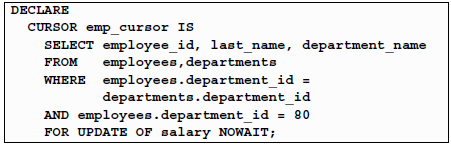 DECLARE
CURSOR emp_cursor IS
SELECT employee_id, last_name, department_name
FROM employees,departments
WHERE employees.department_id =
departments.department_id
AND employees.department_id = 80
FOR UPDATE OF salary NOWAIT;